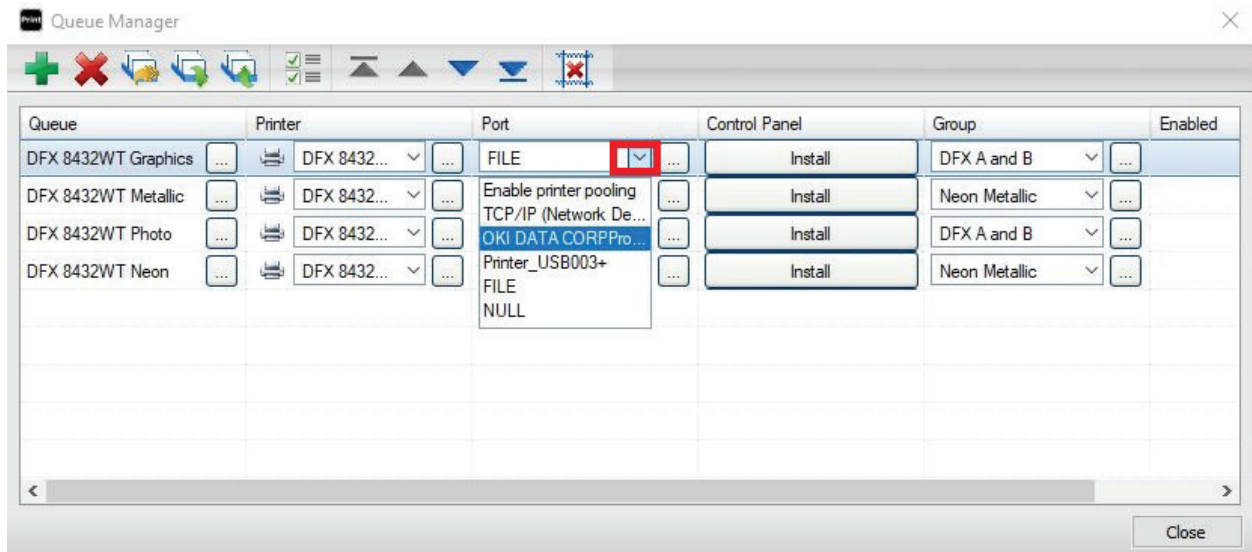 Print Queue Manager
Queue Printer Port Control Panel Group Enabled
DFX 8432WT Graphics ... DFX 8432... ... FILE ... Install DFX A and B ...
DFX 8432WT Metallic ... DFX 8432... ... Enable printer pooling ... Install Neon Metallic ...
TCP/IP (Network De...
DFX 8432WT Photo ... DFX 8432... ... OKI DATA CORPPro... ... Install DFX A and B ...
DFX 8432WT Neon ... DFX 8432... ... Printer_USB003+ ... Install Neon Metallic ...
FILE
NULL
Close